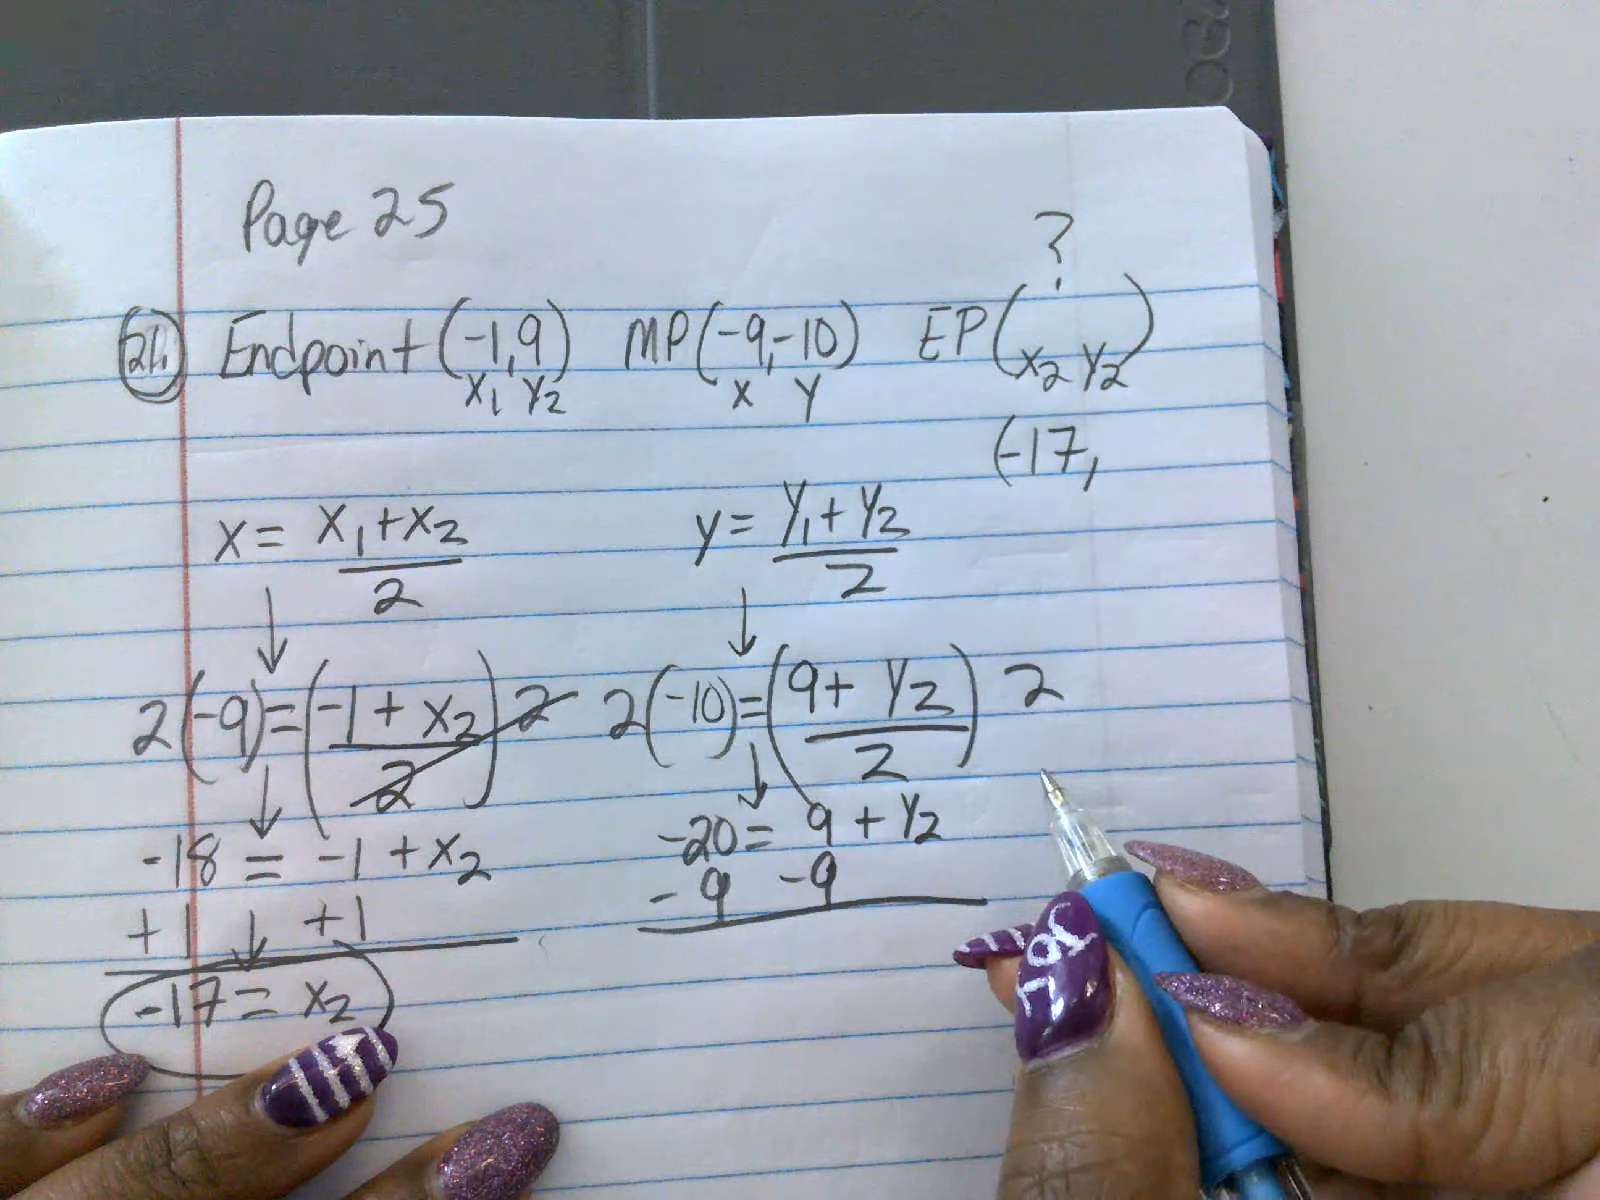 Page 25
?
21. Endpoint (-1,9) MP(-9,-10) EP( )
x₁ y₂ x y x₂ y₂
(-17,
x = x₁+x₂/2 y = y₁+y₂/2
2(-9)=(-1+x₂/2)2 2(-10)=(9+y₂/2)2
-18 = -1+x₂ -20= 9+y₂
+1 +1 -9 -9
-17= x₂